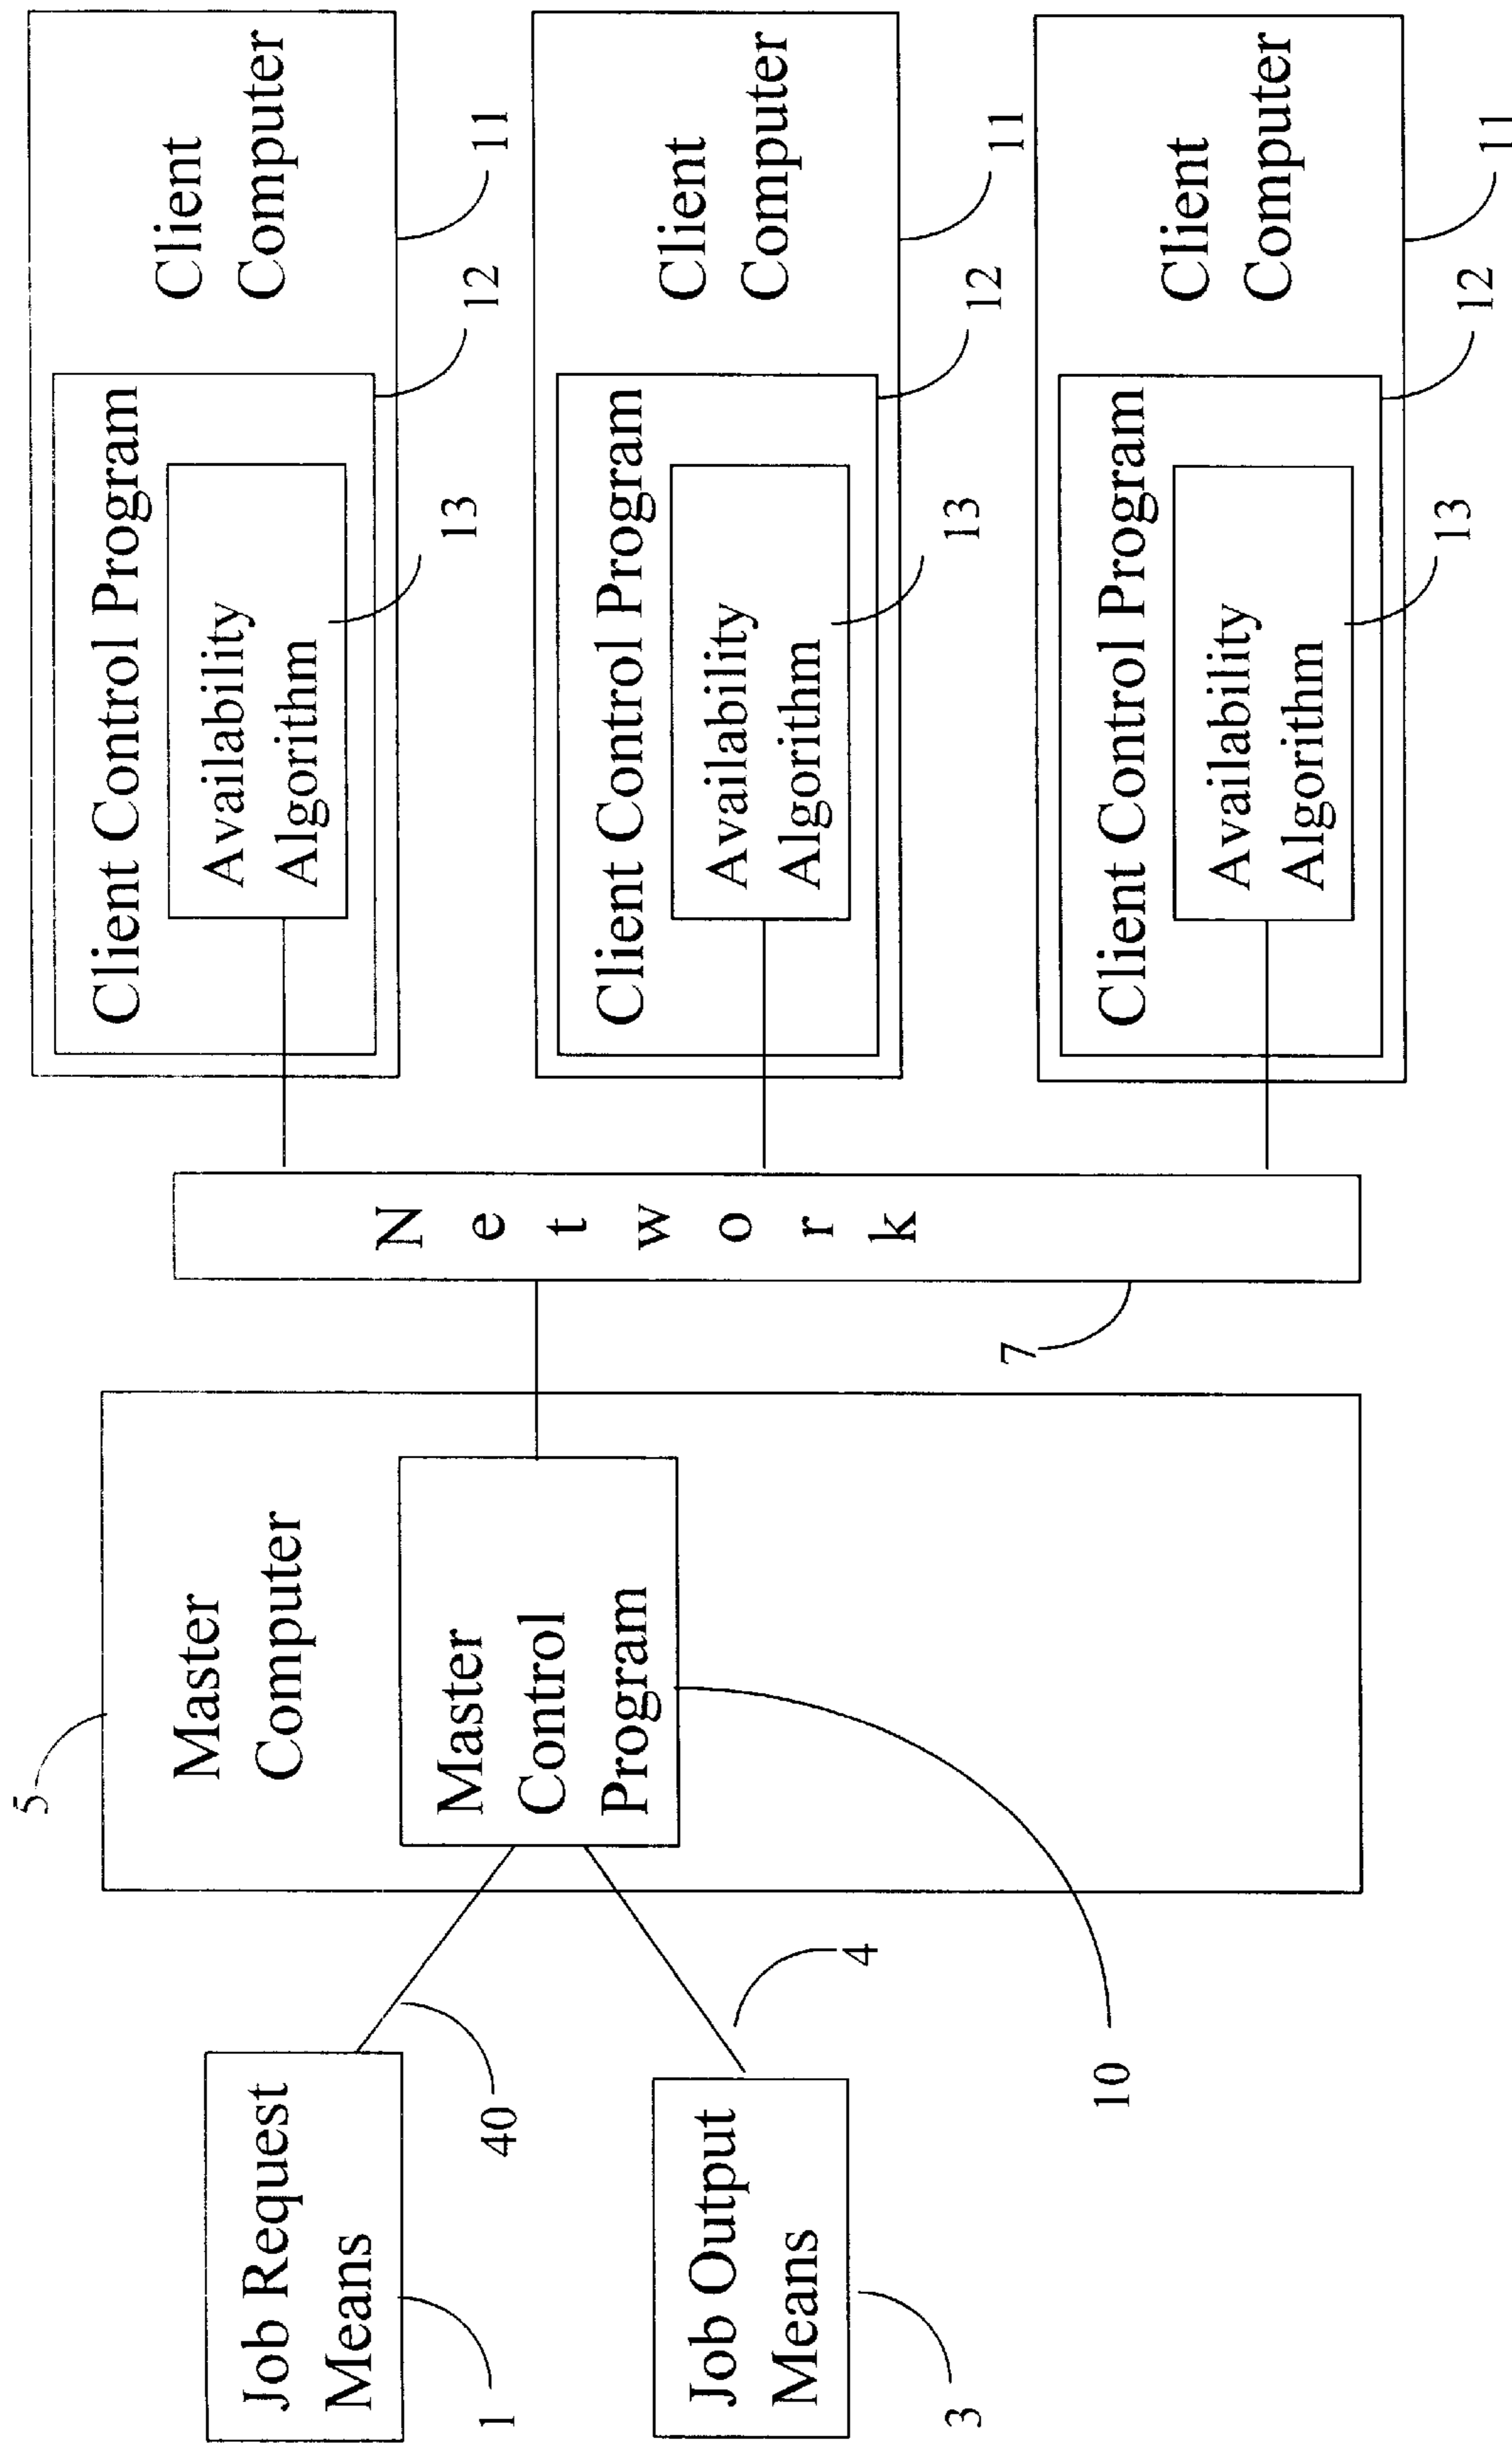 Job Request
Means
1
40
Job Output
Means
3
4
10
5
Master
Computer
Master
Control
Program
7
Network
Client Control Program
Availability
Algorithm
13
12
Client
Computer
11
Client Control Program
Availability
Algorithm
13
12
Client
Computer
11
Client Control Program
Availability
Algorithm
13
12
Client
Computer
11